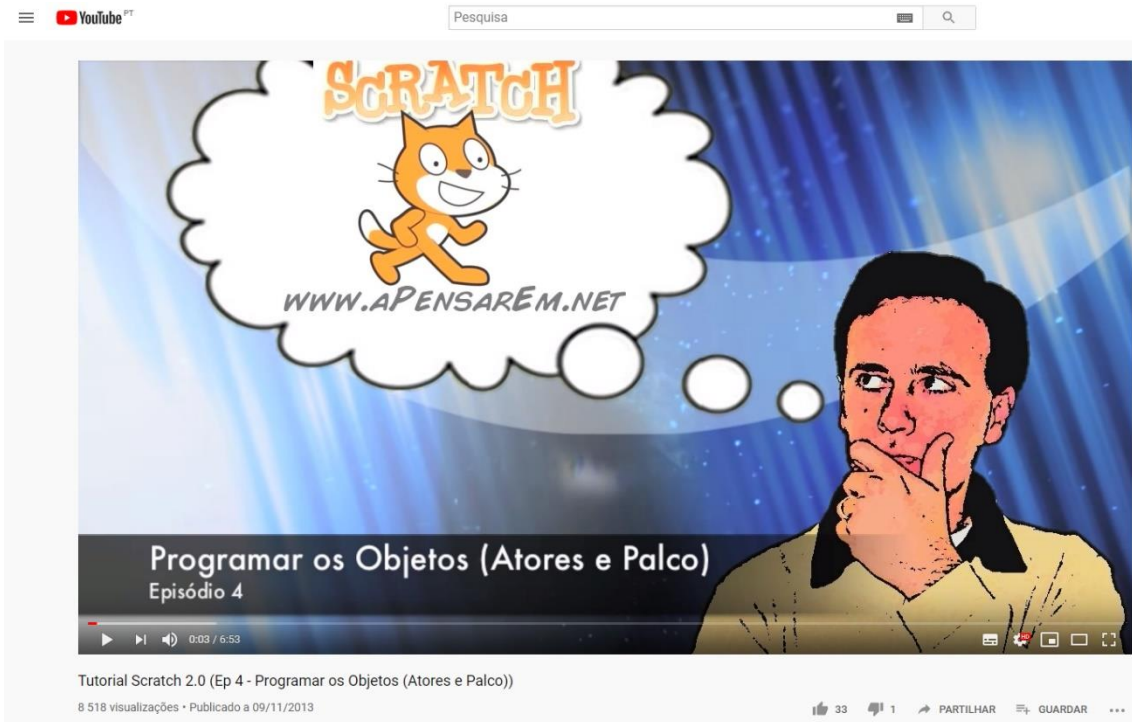 YouTube PT
Pesquisa
SCRATCH
WWW.APENSAREM.NET
Programar os Objetos (Atores e Palco)
Episódio 4
0:03 / 6:53
HD
Tutorial Scratch 2.0 (Ep 4 - Programar os Objetos (Atores e Palco))
8 518 visualizações • Publicado a 09/11/2013
33 1 PARTILHAR GUARDAR